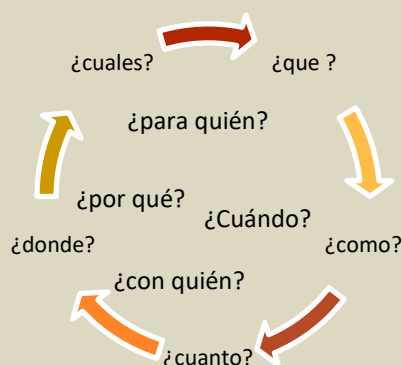 ¿cuales?
¿que ?
¿para quién?
¿por qué?
¿Cuándo?
¿donde?
¿como?
¿con quién?
¿cuanto?